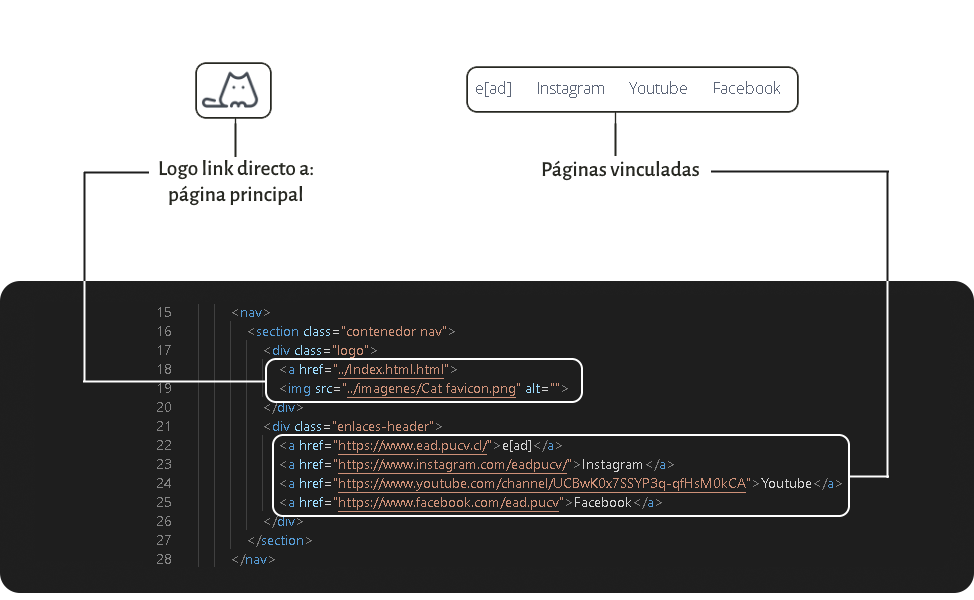 e[ad] Instagram Youtube Facebook
Logo link directo a:
página principal
Páginas vinculadas
15 <nav>
16 <section class="contenedor nav">
17 <div class="logo">
18 <a href="../Index.html.html">
19 <img src="../imagenes/Cat favicon.png" alt="">
20 </div>
21 <div class="enlaces-header">
22 <a href="https://www.ead.pucv.cl/">e[ad]</a>
23 <a href="https://www.instagram.com/eadpucv/">Instagram</a>
24 <a href="https://www.youtube.com/channel/UCBwK0x7SSYP3q-qfHsM0kCA">Youtube</a>
25 <a href="https://www.facebook.com/ead.pucv">Facebook</a>
26 </div>
27 </section>
28 </nav>